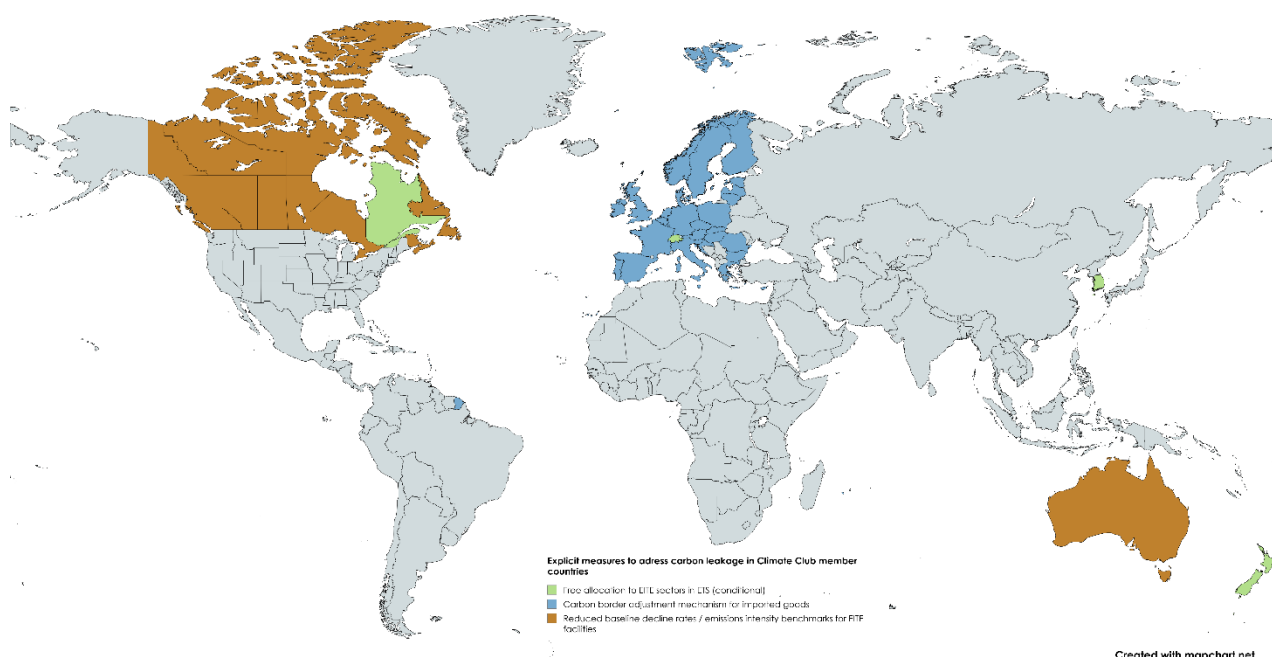 Explicit measures to adress carbon leakage in Climate Club member
countries
Free allocation to EITE sectors in ETS (conditional)
Carbon border adjustment mechanism for imported goods
Reduced baseline decline rates / emissions intensity benchmarks for EITE
facilities
Created with mapchart.net